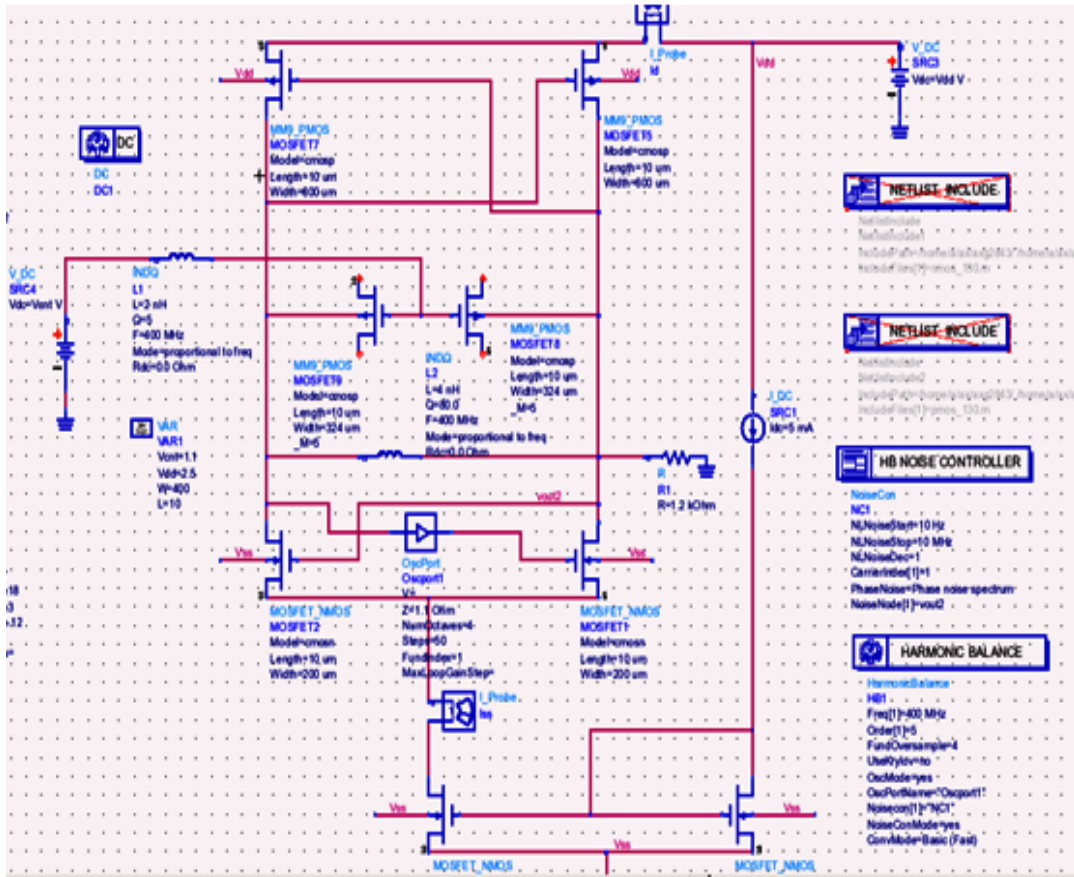 I_Probe
Id
Vdd
V_DC
SRC3
Vdc=Vdd V
Vdd
Vdd
DC
DC
DC1
MM9_PMOS
MOSFET7
Model=cmosp
Length=10 um
Width=600 um
MM9_PMOS
MOSFET5
Model=cmosp
Length=10 um
Width=600 um
NETLIST INCLUDE
NetlistInclude
NetlistInclude1
V_DC
SRC4
Vdc=Vcnt V
INDQ
L1
L=2 nH
Q=5
F=400 MHz
Mode=proportional to freq
Rdc=0.0 Ohm
MM9_PMOS
MOSFET9
Model=cmosp
Length=10 um
Width=324 um
_M=5
INDQ
L2
L=4 nH
Q=80.0
F=400 MHz
Mode=proportional to freq
Rdc=0.0 Ohm
MM9_PMOS
MOSFET8
Model=cmosp
Length=10 um
Width=324 um
_M=5
NETLIST INCLUDE
NetlistInclude
NetlistInclude2
I_DC
SRC1
Idc=5 mA
VAR
VAR1
Vcnt=1.1
Vdd=2.5
W=400
L=10
R
R1
R=1.2 kOhm
HB NOISE CONTROLLER
NoiseCon
NC1
NLNoiseStart=10 Hz
NLNoiseStop=10 MHz
NLNoiseDec=1
CarrierIndex[1]=1
PhaseNoise=Phase noise spectrum
NoiseNode[1]=vout2
vout2
Vss
Vss
OscPort
Oscport1
V=
Z=1.1 Ohm
NumOctaves=4
Steps=50
FundIndex=1
MaxLoopGainStep=
MOSFET_NMOS
MOSFET2
Model=cmosn
Length=10 um
Width=200 um
MOSFET_NMOS
MOSFET1
Model=cmosn
Length=10 um
Width=200 um
I_Probe
Iss
HARMONIC BALANCE
HarmonicBalance
HB1
Freq[1]=400 MHz
Order[1]=5
FundOversample=4
UseKrylov=no
OscMode=yes
OscPortName="Oscport1"
Noisecon[1]="NC1"
NoiseConMode=yes
ConvMode=Basic (Fast)
Vss
Vss
Vss
MOSFET_NMOS
MOSFET_NMOS